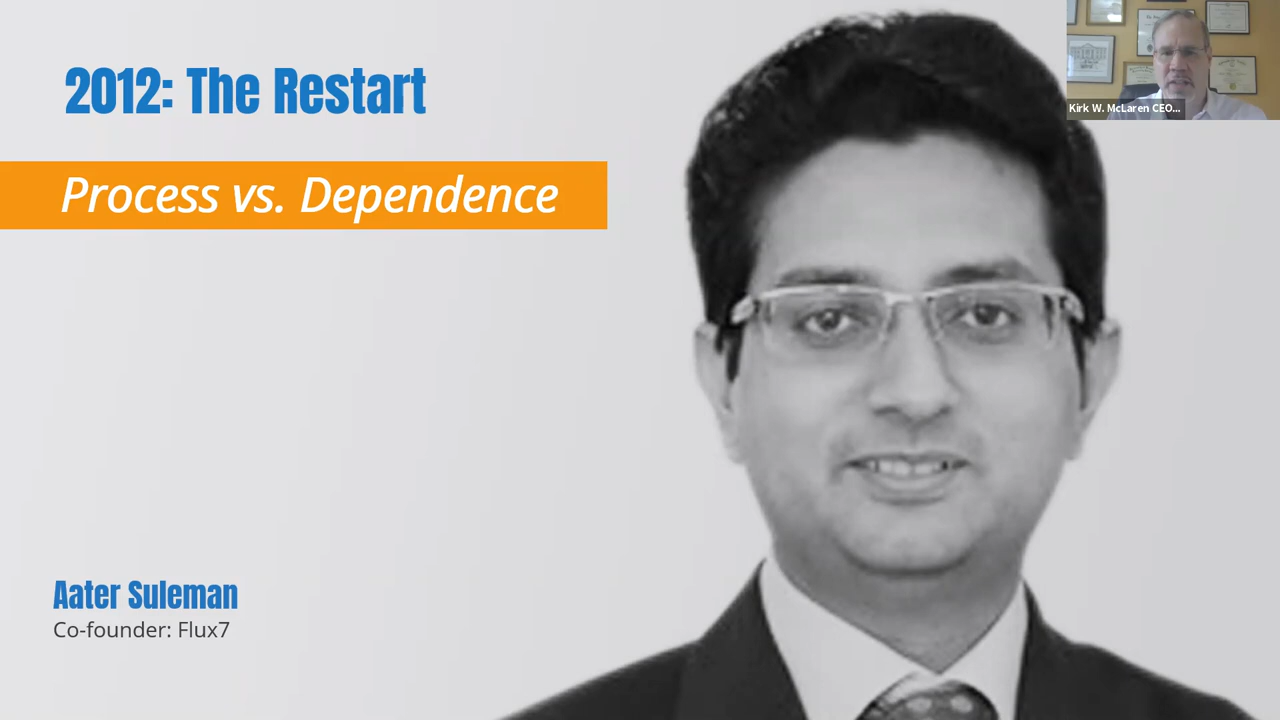 2012: The Restart
Kirk W. McLaren CEO...
Process vs. Dependence
Aater Suleman
Co-founder: Flux7